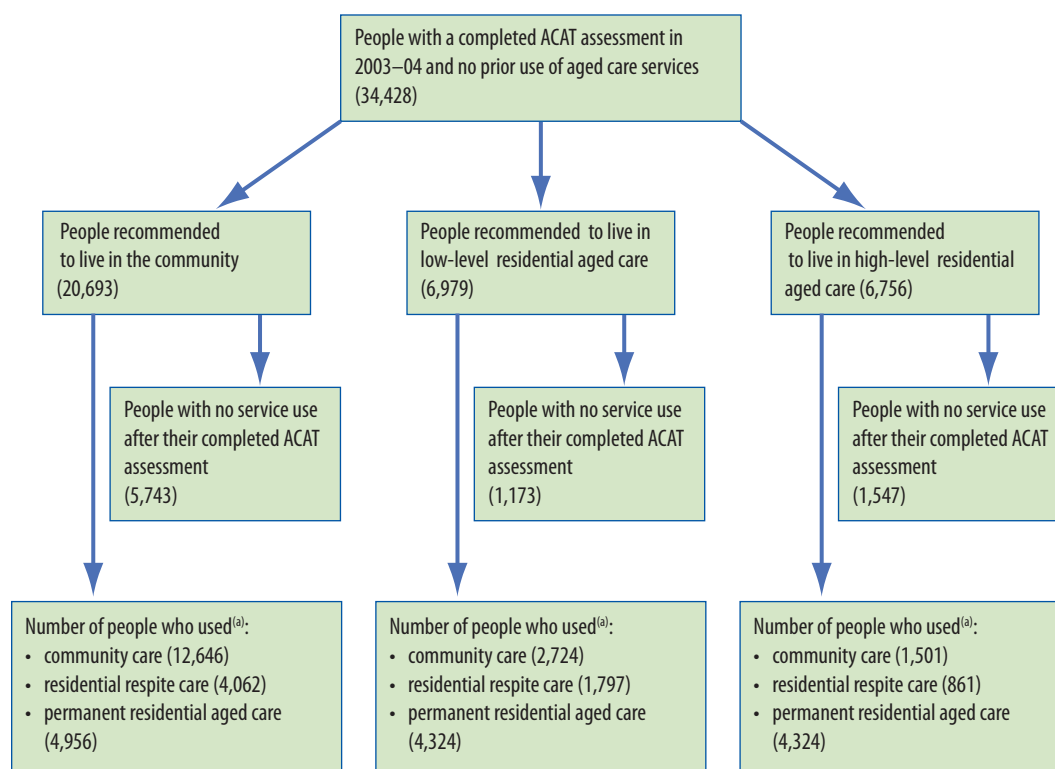 People with a completed ACAT assessment in
2003–04 and no prior use of aged care services
(34,428)
People recommended
to live in the community
(20,693)
People recommended to live in
low-level residential aged care
(6,979)
People recommended
to live in high-level residential
aged care (6,756)
People with no service use
after their completed ACAT
assessment
(5,743)
People with no service use
after their completed ACAT
assessment
(1,173)
People with no service use
after their completed ACAT
assessment
(1,547)
Number of people who used(a):
• community care (12,646)
• residential respite care (4,062)
• permanent residential aged care
(4,956)
Number of people who used(a):
• community care (2,724)
• residential respite care (1,797)
• permanent residential aged care
(4,324)
Number of people who used(a):
• community care (1,501)
• residential respite care (861)
• permanent residential aged care
(4,324)